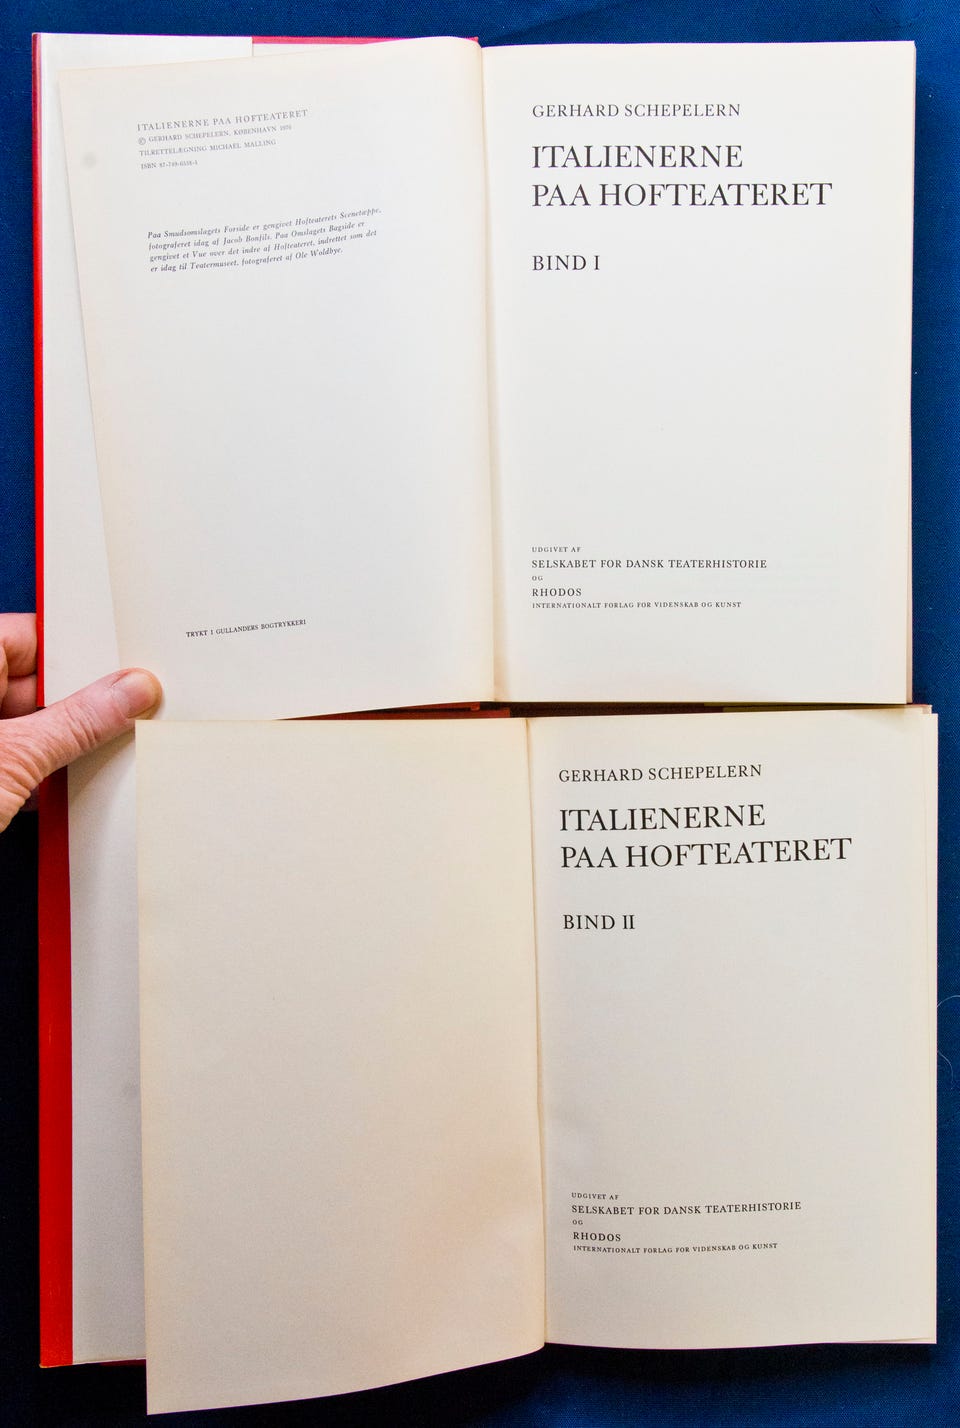 ITALIENERNE PAA HOFTEATERET
© GERHARD SCHEPELERN, KØBENHAVN 1976
TILRETTELÆGNING MICHAEL MALLING
Paa Smudsomslagets Forside er gengivet Hofteaterets Scenetæppe,
fotograferet idag af Jacob Bonfils. Paa Omslagets Bagside er
gengivet et Vue over det indre af Hofteateret, indrettet som det
er idag til Teatermuseet, fotograferet af Ole Woldbye.
TRYKT I GULLANDERS BOGTRYKKERI
GERHARD SCHEPELERN
ITALIENERNE
PAA HOFTEATERET
BIND I
UDGIVET AF
SELSKABET FOR DANSK TEATERHISTORIE
OG
RHODOS
INTERNATIONALT FORLAG FOR VIDENSKAB OG KUNST
GERHARD SCHEPELERN
ITALIENERNE
PAA HOFTEATERET
BIND II
UDGIVET AF
SELSKABET FOR DANSK TEATERHISTORIE
OG
RHODOS
INTERNATIONALT FORLAG FOR VIDENSKAB OG KUNST